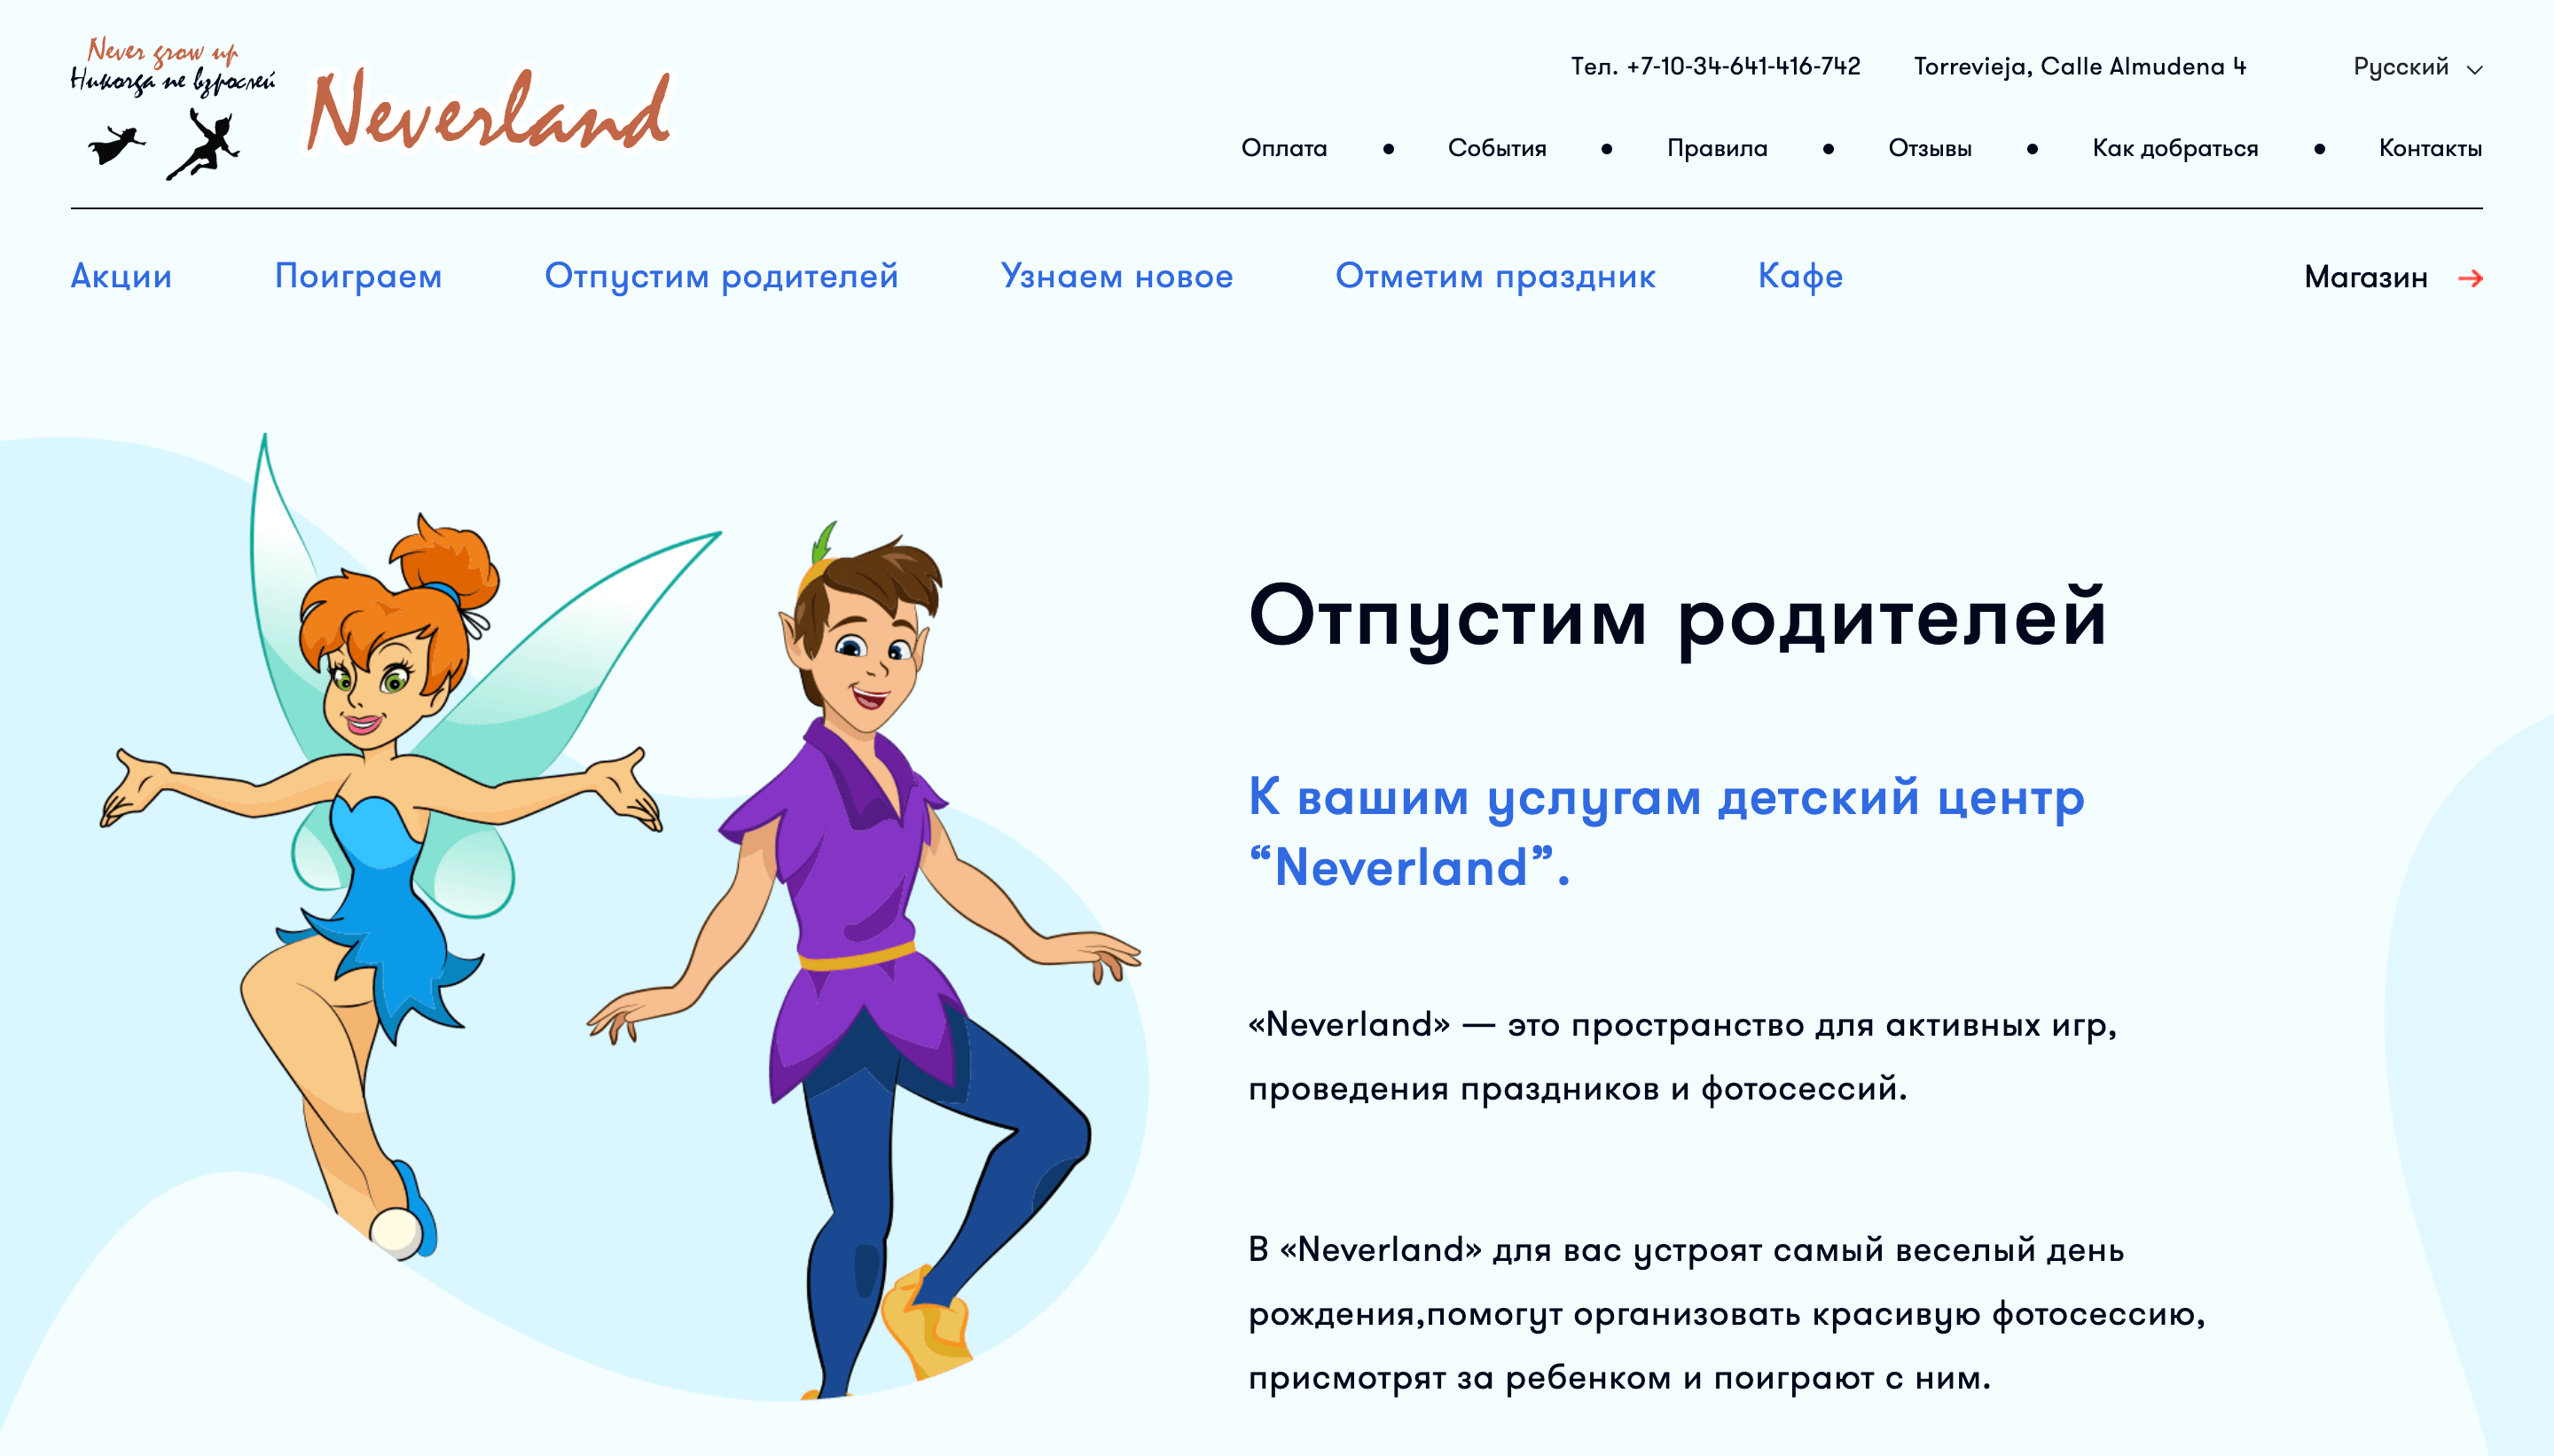 Never grow up
Никогда не взрослей
Neverland
Тел. +7-10-34-641-416-742 Torrevieja, Calle Almudena 4 Русский
Оплата • События • Правила • Отзывы • Как добраться • Контакты
Акции Поиграем Отпустим родителей Узнаем новое Отметим праздник Кафе Магазин →
Отпустим родителей
К вашим услугам детский центр
“Neverland”.
«Neverland» — это пространство для активных игр,
проведения праздников и фотосессий.
В «Neverland» для вас устроят самый веселый день
рождения,помогут организовать красивую фотосессию,
присмотрят за ребенком и поиграют с ним.